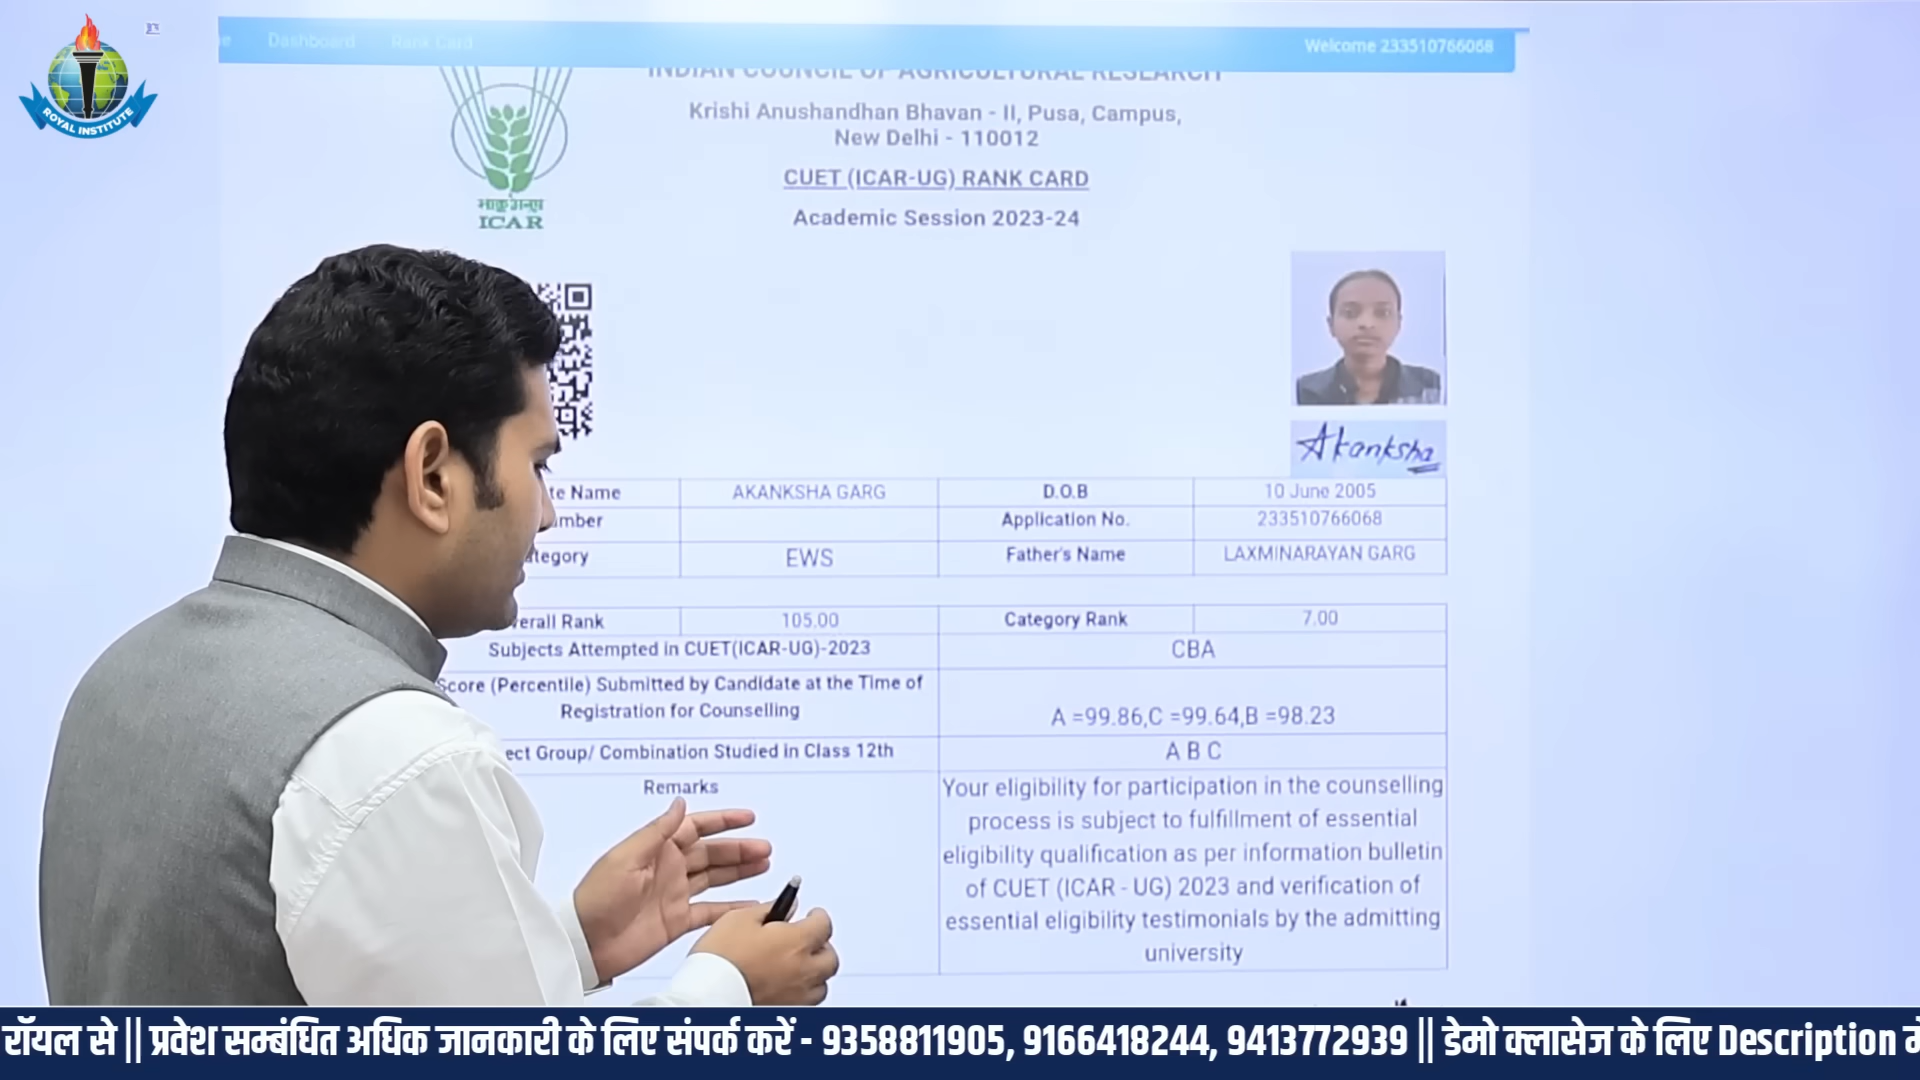 ROYAL INSTITUTE
Dashboard Rank Card
Welcome 233510766068
INDIAN COUNCIL OF AGRICULTURAL RESEARCH
Krishi Anushandhan Bhavan - II, Pusa, Campus,
New Delhi - 110012
CUET (ICAR-UG) RANK CARD
Academic Session 2023-24
भाकृअनुप
ICAR
Akanksha
te Name AKANKSHA GARG D.O.B 10 June 2005
mber Application No. 233510766068
tegory EWS Father's Name LAXMINARAYAN GARG
erall Rank 105.00 Category Rank 7.00
Subjects Attempted in CUET(ICAR-UG)-2023 CBA
Score (Percentile) Submitted by Candidate at the Time of
Registration for Counselling A =99.86,C =99.64,B =98.23
ect Group/ Combination Studied in Class 12th A B C
Remarks Your eligibility for participation in the counselling
process is subject to fulfillment of essential
eligibility qualification as per information bulletin
of CUET (ICAR - UG) 2023 and verification of
essential eligibility testimonials by the admitting
university
रॉयल से || प्रवेश सम्बंधित अधिक जानकारी के लिए संपर्क करें - 9358811905, 9166418244, 9413772939 || डेमो क्लासेज के लिए Description में